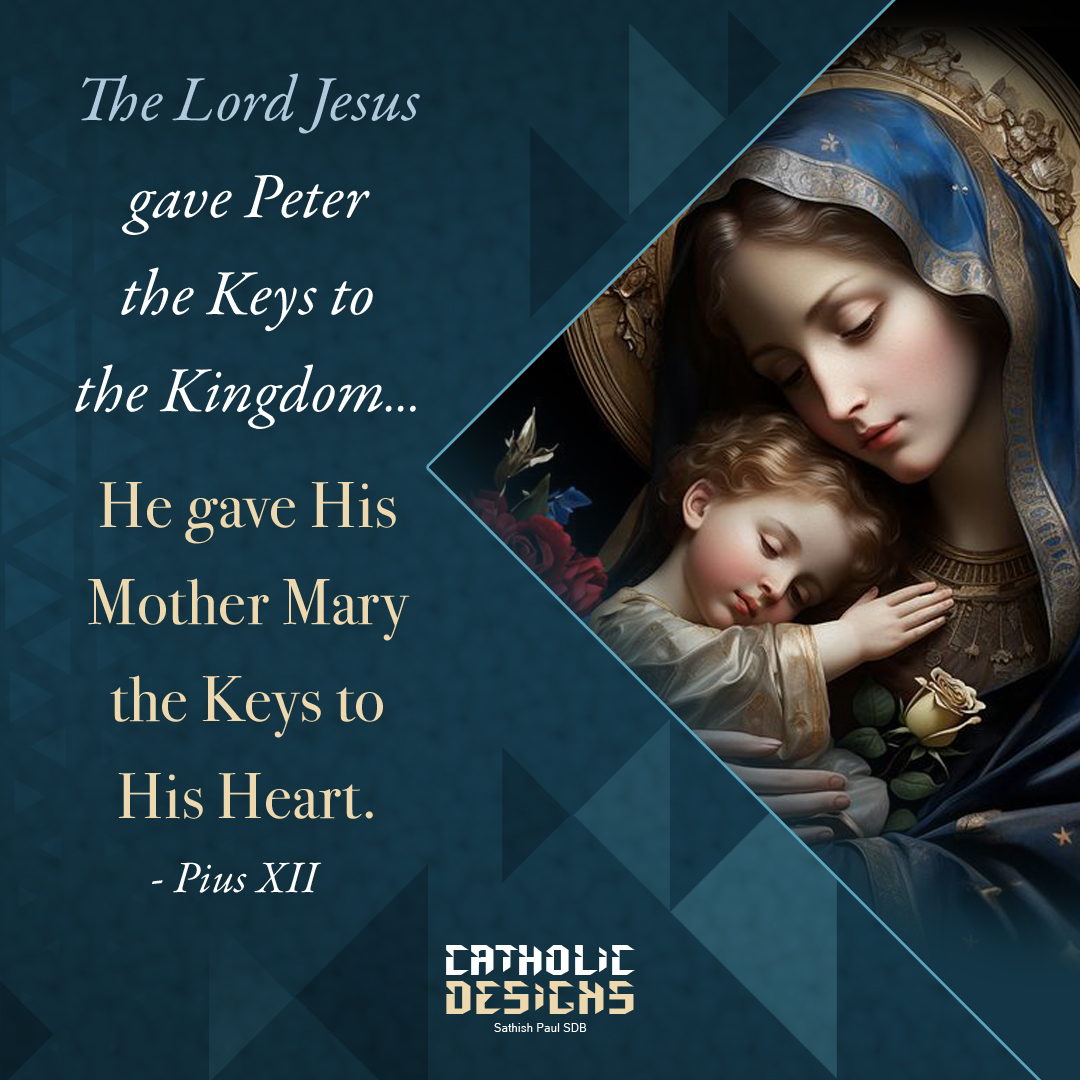 The Lord Jesus
gave Peter
the Keys to
the Kingdom...
He gave His
Mother Mary
the Keys to
His Heart.
- Pius XII
CATHOLIC
DESIGNS
Sathish Paul SDB